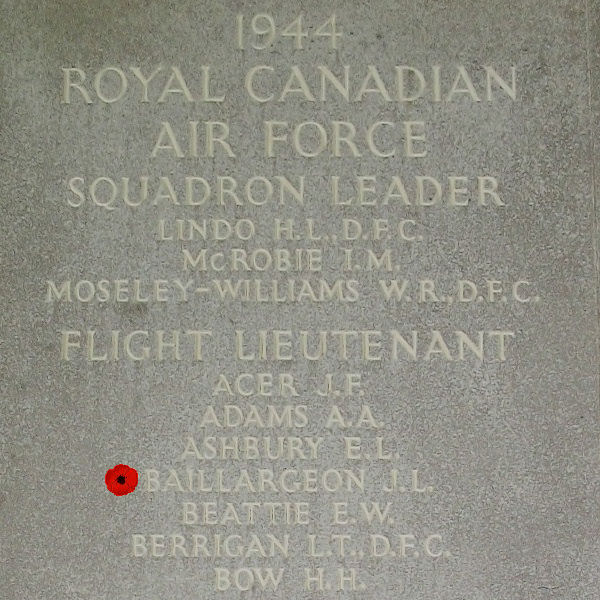 1944
ROYAL CANADIAN
AIR FORCE
SQUADRON LEADER
LINDO H.L., D.F.C.
McROBIE I.M.
MOSELEY-WILLIAMS W.R., D.F.C.
FLIGHT LIEUTENANT
ACER J.F.
ADAMS A.A.
ASHBURY E.L.
BAILLARGEON J.L.
BEATTIE E.W.
BERRIGAN L.T., D.F.C.
BOW H.H.